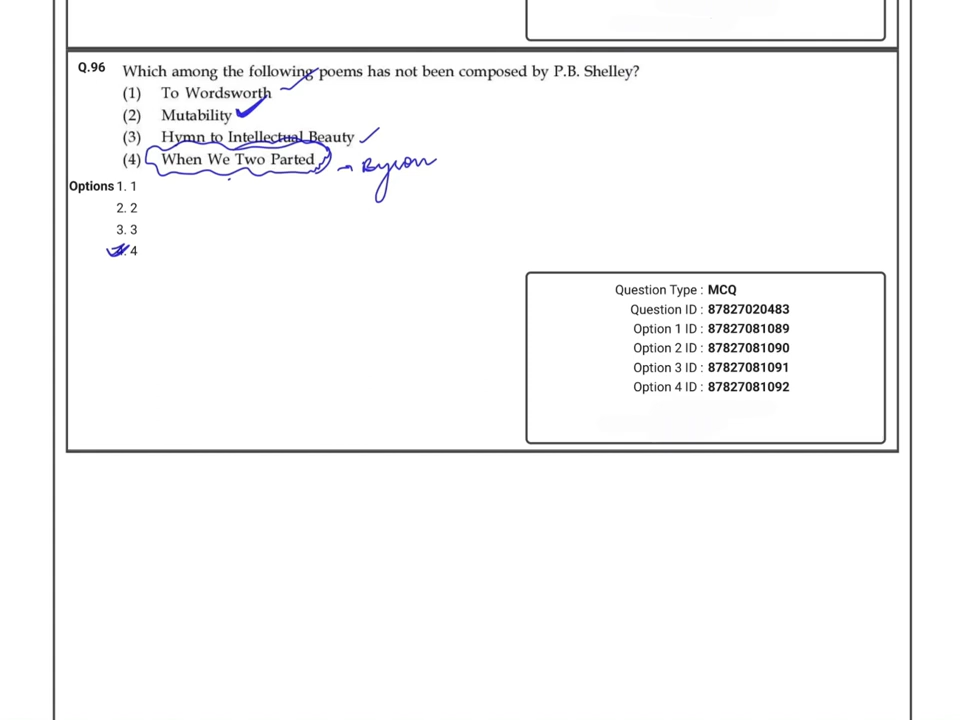 Q.96 Which among the following poems has not been composed by P.B. Shelley?
(1) To Wordsworth
(2) Mutability
(3) Hymn to Intellectual Beauty
(4) When We Two Parted → Byron
Options 1. 1
2. 2
3. 3
4. 4
Question Type : MCQ
Question ID : 87827020483
Option 1 ID : 87827081089
Option 2 ID : 87827081090
Option 3 ID : 87827081091
Option 4 ID : 87827081092